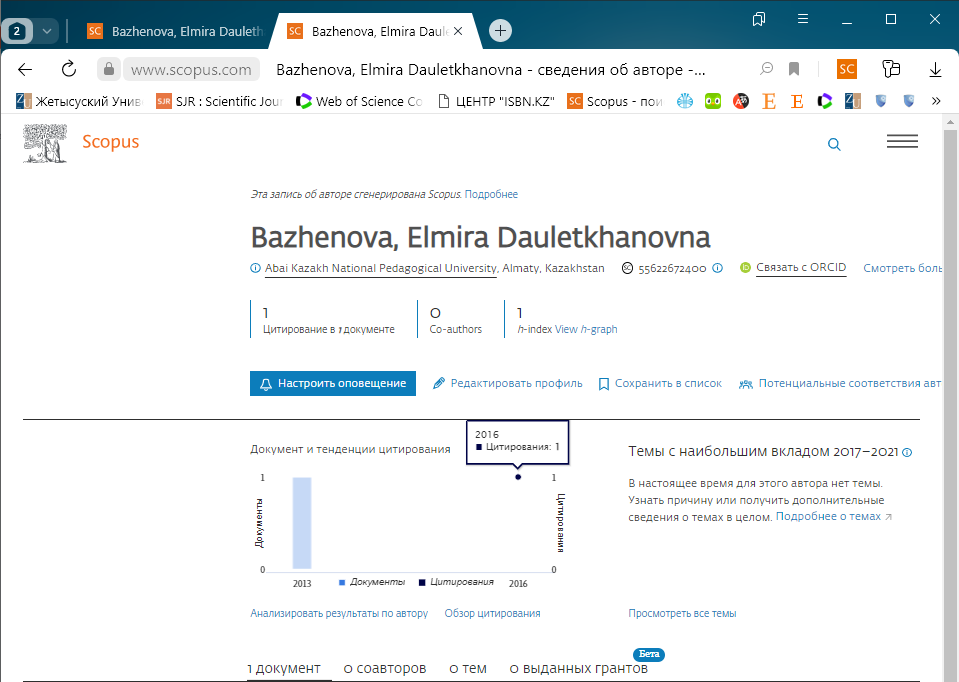 2
Bazhenova, Elmira Dauletk
Bazhenova, Elmira Daul
www.scopus.com
Bazhenova, Elmira Dauletkhanovna - сведения об авторе -...
Жетысуский Унив
SJR : Scientific Jou
Web of Science Co
ЦЕНТР "ISBN.KZ"
Scopus - пои
Scopus
Эта запись об авторе сгенерирована Scopus. Подробнее
Bazhenova, Elmira Dauletkhanovna
Abai Kazakh National Pedagogical University, Almaty, Kazakhstan 55622672400 Связать с ORCID Смотреть боль
1 0 1
Цитирование в 1 документе Co-authors h-index View h-graph
Настроить оповещение Редактировать профиль Сохранить в список Потенциальные соответствия авт
2016
Цитирования: 1
Документ и тенденции цитирования
Темы с наибольшим вкладом 2017–2021
1
Документы
0
2013
Документы
Цитирования
2016
1
Цитирования
0
В настоящее время для этого автора нет темы.
Узнать причину или получить дополнительные
сведения о темах в целом. Подробнее о темах
Анализировать результаты по автору Обзор цитирования Просмотреть все темы
Бета
1 документ 0 соавторов 0 тем 0 выданных грантов